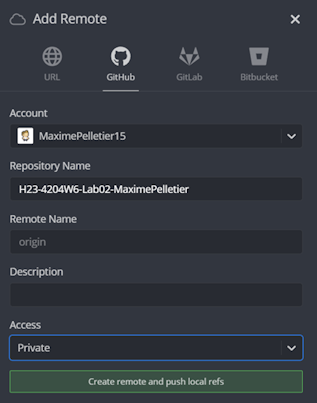 Add Remote
URL GitHub GitLab Bitbucket
Account
MaximePelletier15
Repository Name
H23-4204W6-Lab02-MaximePelletier
Remote Name
origin
Description
Access
Private
Create remote and push local refs